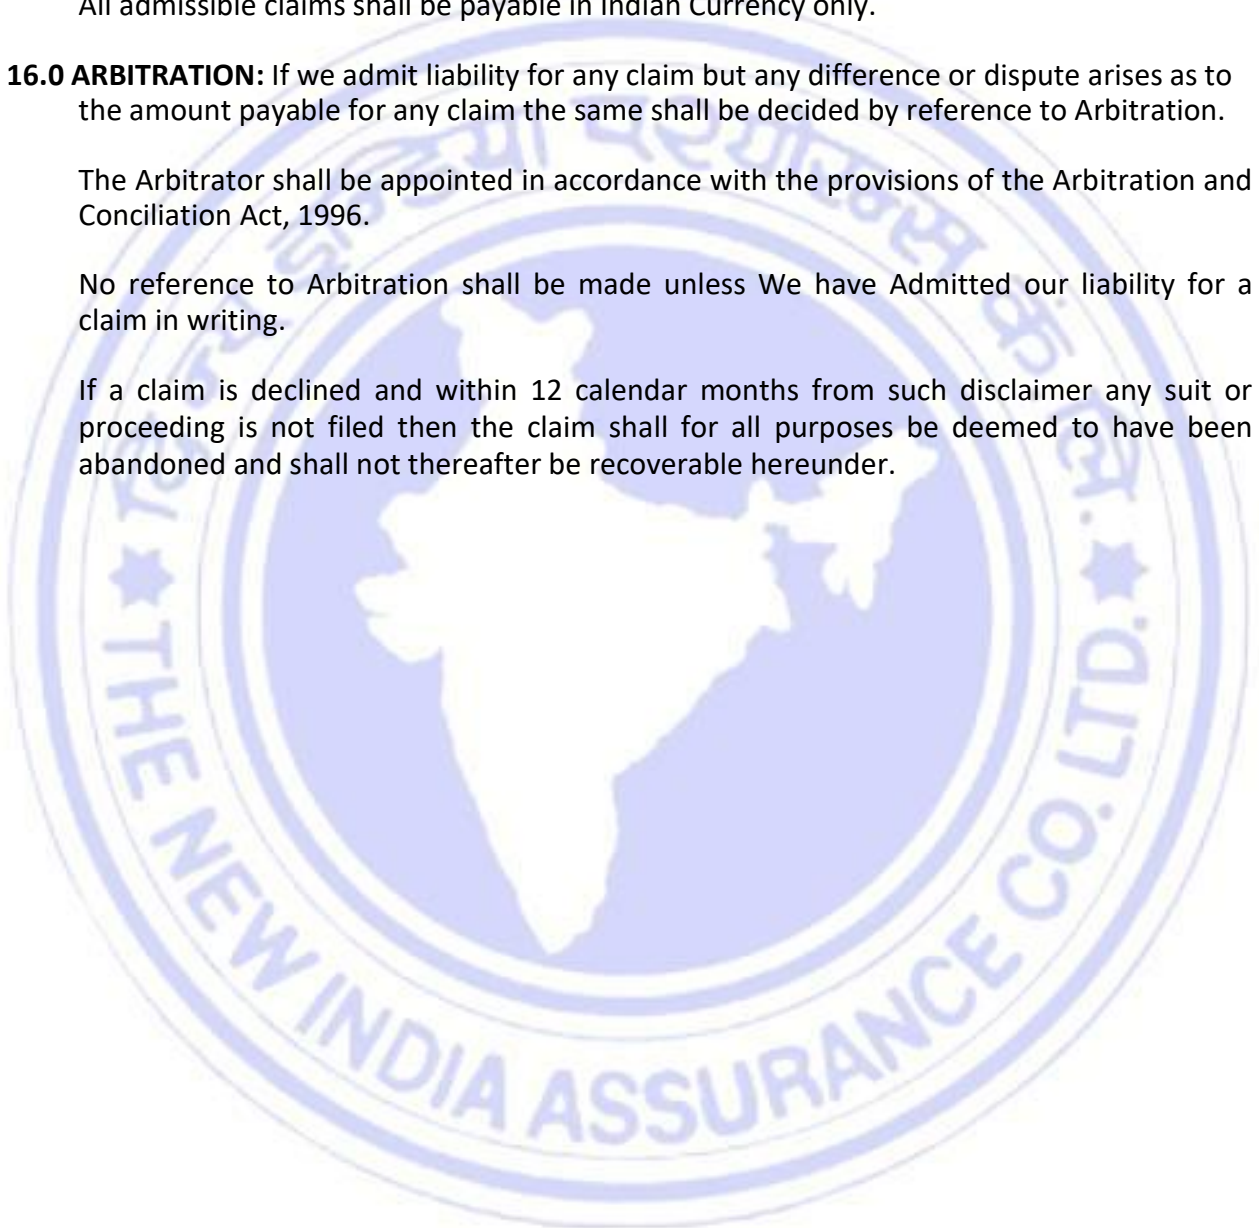 All admissible claims shall be payable in Indian Currency only.
16.0 ARBITRATION: If we admit liability for any claim but any difference or dispute arises as to
the amount payable for any claim the same shall be decided by reference to Arbitration.
The Arbitrator shall be appointed in accordance with the provisions of the Arbitration and
Conciliation Act, 1996.
No reference to Arbitration shall be made unless We have Admitted our liability for a
claim in writing.
If a claim is declined and within 12 calendar months from such disclaimer any suit or
proceeding is not filed then the claim shall for all purposes be deemed to have been
abandoned and shall not thereafter be recoverable hereunder.
दि न्यू इन्डिया एश्योरेन्स कं. लि.
THE NEW INDIA ASSURANCE CO. LTD.